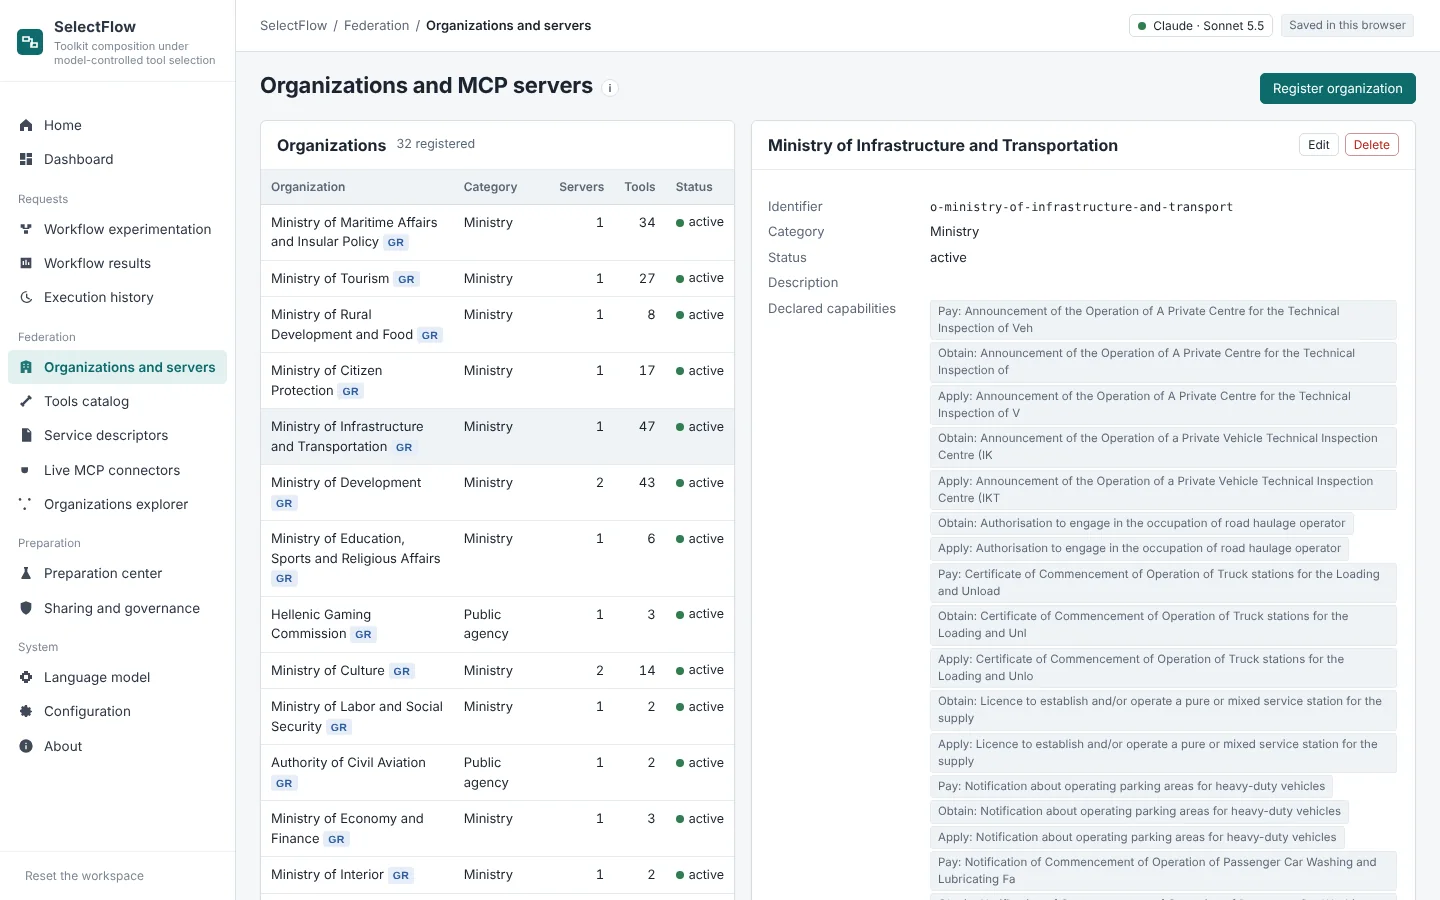 SelectFlow
Toolkit composition under
model-controlled tool selection
Home
Dashboard
Requests
Workflow experimentation
Workflow results
Execution history
Federation
Organizations and servers
Tools catalog
Service descriptors
Live MCP connectors
Organizations explorer
Preparation
Preparation center
Sharing and governance
System
Language model
Configuration
About
Reset the workspace
SelectFlow / Federation / Organizations and servers
Claude · Sonnet 5.5
Saved in this browser
Organizations and MCP servers i
Register organization
Organizations 32 registered
Organization Category Servers Tools Status
Ministry of Maritime Affairs Ministry 1 34 active
and Insular Policy GR
Ministry of Tourism GR Ministry 1 27 active
Ministry of Rural Ministry 1 8 active
Development and Food GR
Ministry of Citizen Ministry 1 17 active
Protection GR
Ministry of Infrastructure Ministry 1 47 active
and Transportation GR
Ministry of Development Ministry 2 43 active
GR
Ministry of Education, Ministry 1 6 active
Sports and Religious Affairs
GR
Hellenic Gaming Public 1 3 active
Commission GR agency
Ministry of Culture GR Ministry 2 14 active
Ministry of Labor and Social Ministry 1 2 active
Security GR
Authority of Civil Aviation Public 1 2 active
GR agency
Ministry of Economy and Ministry 1 3 active
Finance GR
Ministry of Interior GR Ministry 1 2 active
Ministry of Infrastructure and Transportation
Edit Delete
Identifier o-ministry-of-infrastructure-and-transport
Category Ministry
Status active
Description
Declared capabilities
Pay: Announcement of the Operation of A Private Centre for the Technical
Inspection of Veh
Obtain: Announcement of the Operation of A Private Centre for the Technical
Inspection of
Apply: Announcement of the Operation of A Private Centre for the Technical
Inspection of V
Obtain: Announcement of the Operation of a Private Vehicle Technical Inspection
Centre (IK
Apply: Announcement of the Operation of a Private Vehicle Technical Inspection
Centre (IKT
Obtain: Authorisation to engage in the occupation of road haulage operator
Apply: Authorisation to engage in the occupation of road haulage operator
Pay: Certificate of Commencement of Operation of Truck stations for the Loading
and Unload
Obtain: Certificate of Commencement of Operation of Truck stations for the
Loading and Unl
Apply: Certificate of Commencement of Operation of Truck stations for the
Loading and Unlo
Obtain: Licence to establish and/or operate a pure or mixed service station for the
supply
Apply: Licence to establish and/or operate a pure or mixed service station for the
supply
Pay: Notification about operating parking areas for heavy-duty vehicles
Obtain: Notification about operating parking areas for heavy-duty vehicles
Apply: Notification about operating parking areas for heavy-duty vehicles
Pay: Notification of Commencement of Operation of Passenger Car Washing and
Lubricating Fa